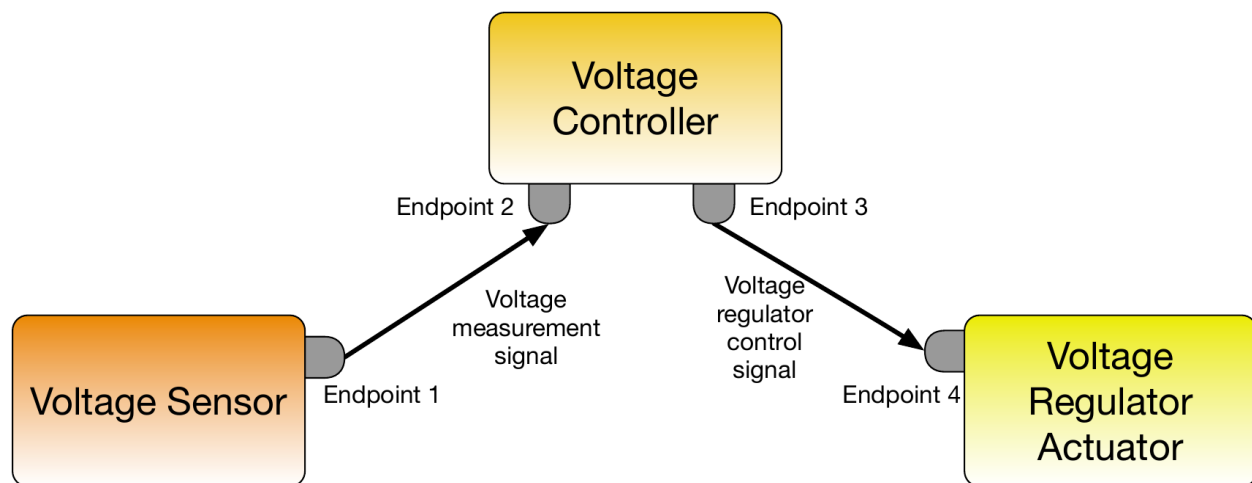 Voltage
Controller
Endpoint 2
Endpoint 3
Voltage
measurement
signal
Voltage
regulator
control
signal
Voltage Sensor
Endpoint 1
Endpoint 4
Voltage
Regulator
Actuator